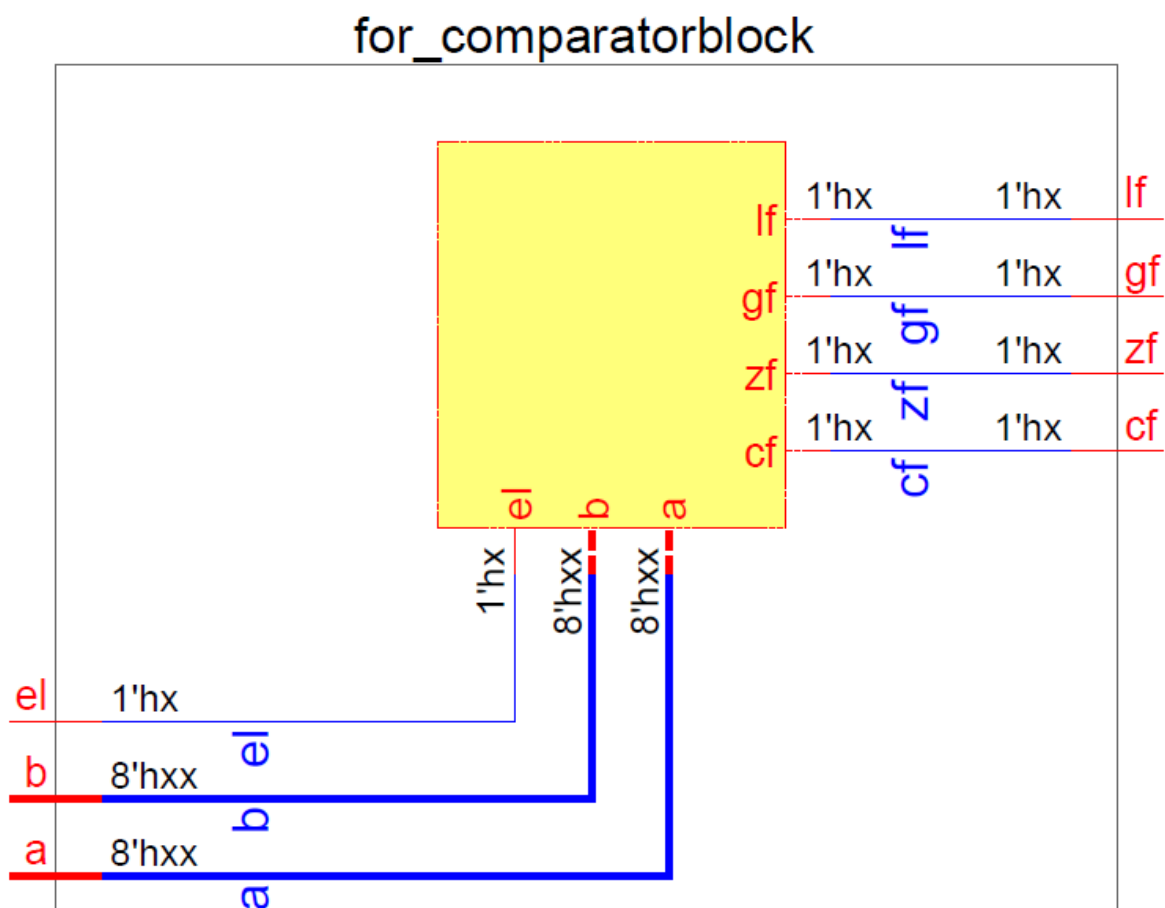 for_comparatorblock
lf 1'hx 1'hx lf
lf
gf 1'hx 1'hx gf
gf
zf 1'hx 1'hx zf
zf
cf 1'hx 1'hx cf
cf
el b a
1'hx 8'hxx 8'hxx
el 1'hx
el
b 8'hxx
b
a 8'hxx
a